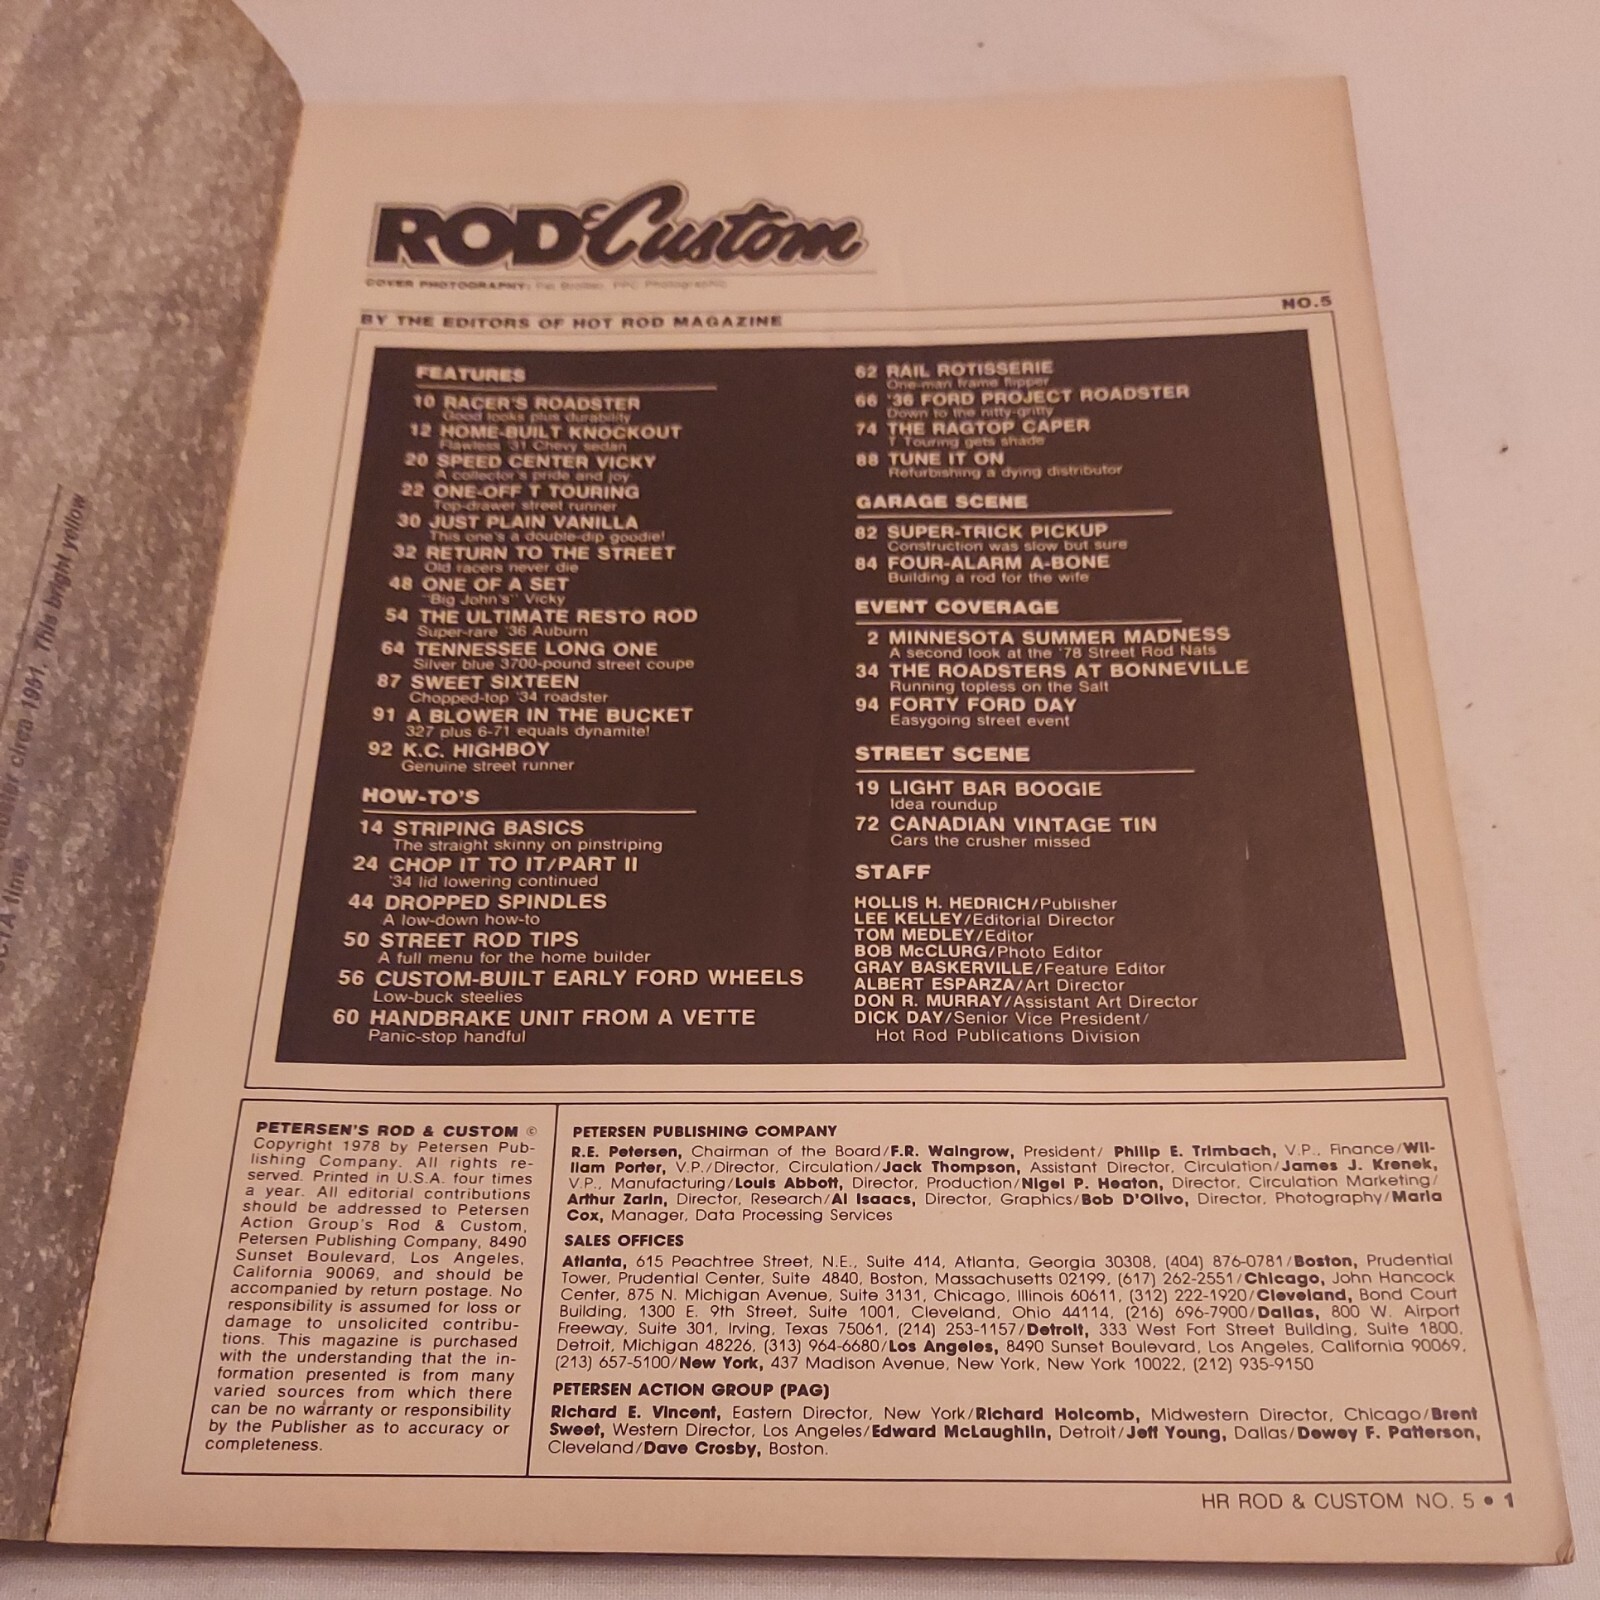 circa 1961. This bright yellow
ROD & Custom
COVER PHOTOGRAPHY: PPC Photographic
NO.5
BY THE EDITORS OF HOT ROD MAGAZINE
FEATURES
10 RACER'S ROADSTER
Good looks plus durability
12 HOME-BUILT KNOCKOUT
Flawless '31 Chevy sedan
20 SPEED CENTER VICKY
A collector's pride and joy
22 ONE-OFF T TOURING
Top-drawer street runner
30 JUST PLAIN VANILLA
This one's a double-dip goodie!
32 RETURN TO THE STREET
Old racers never die
48 ONE OF A SET
"Big John's" Vicky
54 THE ULTIMATE RESTO ROD
Super-rare '36 Auburn
64 TENNESSEE LONG ONE
Silver blue 3700-pound street coupe
87 SWEET SIXTEEN
Chopped-top '34 roadster
91 A BLOWER IN THE BUCKET
327 plus 6-71 equals dynamite!
92 K.C. HIGHBOY
Genuine street runner
HOW-TO'S
14 STRIPING BASICS
The straight skinny on pinstriping
24 CHOP IT TO IT/PART II
'34 lid lowering continued
44 DROPPED SPINDLES
A low-down how-to
50 STREET ROD TIPS
A full menu for the home builder
56 CUSTOM-BUILT EARLY FORD WHEELS
Low-buck steelies
60 HANDBRAKE UNIT FROM A VETTE
Panic-stop handful
62 RAIL ROTISSERIE
One-man frame flipper
66 '36 FORD PROJECT ROADSTER
Down to the nitty-gritty
74 THE RAGTOP CAPER
T Touring gets shade
88 TUNE IT ON
Refurbishing a dying distributor
GARAGE SCENE
82 SUPER-TRICK PICKUP
Construction was slow but sure
84 FOUR-ALARM A-BONE
Building a rod for the wife
EVENT COVERAGE
2 MINNESOTA SUMMER MADNESS
A second look at the '78 Street Rod Nats
34 THE ROADSTERS AT BONNEVILLE
Running topless on the Salt
94 FORTY FORD DAY
Easygoing street event
STREET SCENE
19 LIGHT BAR BOOGIE
Idea roundup
72 CANADIAN VINTAGE TIN
Cars the crusher missed
STAFF
HOLLIS H. HEDRICH/Publisher
LEE KELLEY/Editorial Director
TOM MEDLEY/Editor
BOB McCLURG/Photo Editor
GRAY BASKERVILLE/Feature Editor
ALBERT ESPARZA/Art Director
DON R. MURRAY/Assistant Art Director
DICK DAY/Senior Vice President/
Hot Rod Publications Division
PETERSEN'S ROD & CUSTOM ©
Copyright 1978 by Petersen Pub-
lishing Company. All rights re-
served. Printed in U.S.A. four times
a year. All editorial contributions
should be addressed to Petersen
Action Group's Rod & Custom,
Petersen Publishing Company, 8490
Sunset Boulevard, Los Angeles,
California 90069, and should be
accompanied by return postage. No
responsibility is assumed for loss or
damage to unsolicited contribu-
tions. This magazine is purchased
with the understanding that the in-
formation presented is from many
varied sources from which there
can be no warranty or responsibility
by the Publisher as to accuracy or
completeness.
PETERSEN PUBLISHING COMPANY
R.E. Petersen, Chairman of the Board/F.R. Waingrow, President/ Philip E. Trimbach, V.P., Finance/Wil-
liam Porter, V.P./Director, Circulation/Jack Thompson, Assistant Director, Circulation/James J. Krenek,
V.P., Manufacturing/Louis Abbott, Director, Production/Nigel P. Heaton, Director, Circulation Marketing/
Arthur Zarin, Director, Research/Al Isaacs, Director, Graphics/Bob D'Olivo, Director, Photography/Maria
Cox, Manager, Data Processing Services
SALES OFFICES
Atlanta, 615 Peachtree Street, N.E., Suite 414, Atlanta, Georgia 30308, (404) 876-0781/Boston, Prudential
Tower, Prudential Center, Suite 4840, Boston, Massachusetts 02199, (617) 262-2551/Chicago, John Hancock
Center, 875 N. Michigan Avenue, Suite 3131, Chicago, Illinois 60611, (312) 222-1920/Cleveland, Bond Court
Building, 1300 E. 9th Street, Suite 1001, Cleveland, Ohio 44114, (216) 696-7900/Dallas, 800 W. Airport
Freeway, Suite 301, Irving, Texas 75061, (214) 253-1157/Detroit, 333 West Fort Street Building, Suite 1800,
Detroit, Michigan 48226, (313) 964-6680/Los Angeles, 8490 Sunset Boulevard, Los Angeles, California 90069,
(213) 657-5100/New York, 437 Madison Avenue, New York, New York 10022, (212) 935-9150
PETERSEN ACTION GROUP (PAG)
Richard E. Vincent, Eastern Director, New York/Richard Holcomb, Midwestern Director, Chicago/Brent
Sweet, Western Director, Los Angeles/Edward McLaughlin, Detroit/Jeff Young, Dallas/Dewey F. Patterson,
Cleveland/Dave Crosby, Boston.
HR ROD & CUSTOM NO. 5 • 1